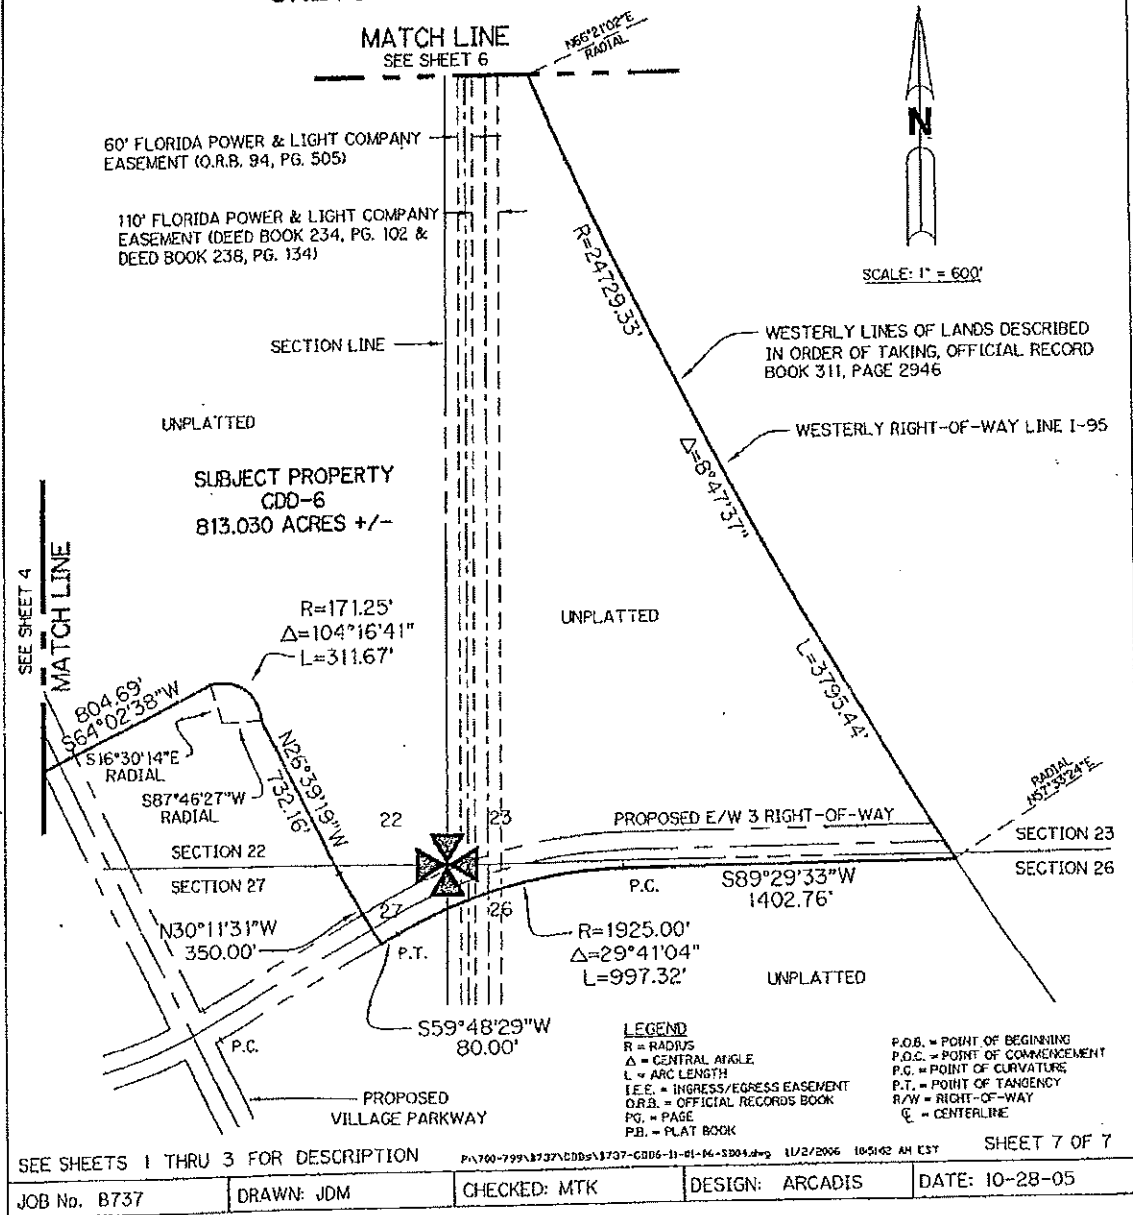 MATCH LINE
SEE SHEET 6
N66°21'02"E
RADIAL
N
SCALE: 1" = 600'
60' FLORIDA POWER & LIGHT COMPANY
EASEMENT (O.R.B. 94, PG. 505)
110' FLORIDA POWER & LIGHT COMPANY
EASEMENT (DEED BOOK 234, PG. 102 &
DEED BOOK 238, PG. 134)
R=24729.33'
SECTION LINE
WESTERLY LINES OF LANDS DESCRIBED
IN ORDER OF TAKING, OFFICIAL RECORD
BOOK 311, PAGE 2946
UNPLATTED
WESTERLY RIGHT-OF-WAY LINE I-95
Δ=8°47'37"
SUBJECT PROPERTY
CDD-6
813.030 ACRES +/-
SEE SHEET 4
MATCH LINE
R=171.25'
Δ=104°16'41"
L=311.67'
UNPLATTED
L=3795.44'
804.69'
S64°02'38"W
S16°30'14"E
RADIAL
S87°46'27"W
RADIAL
N26°39'19"W
732.16'
22
23
PROPOSED E/W 3 RIGHT-OF-WAY
RADIAL
N57°33'24"E
SECTION 22
SECTION 23
SECTION 27
SECTION 26
P.C.
S89°29'33"W
1402.76'
27
26
N30°11'31"W
350.00'
P.T.
R=1925.00'
Δ=29°41'04"
L=997.32'
UNPLATTED
S59°48'29"W
80.00'
P.C.
PROPOSED
VILLAGE PARKWAY
LEGEND
R = RADIUS
Δ = CENTRAL ANGLE
L = ARC LENGTH
I.E.E. = INGRESS/EGRESS EASEMENT
O.R.B. = OFFICIAL RECORDS BOOK
PG. = PAGE
P.B. = PLAT BOOK
P.O.B. = POINT OF BEGINNING
P.O.C. = POINT OF COMMENCEMENT
P.C. = POINT OF CURVATURE
P.T. = POINT OF TANGENCY
R/W = RIGHT-OF-WAY
℄ = CENTERLINE
SEE SHEETS 1 THRU 3 FOR DESCRIPTION
11/2/2006 10:51:02 AM EST
SHEET 7 OF 7
JOB No. B737
DRAWN: JDM
CHECKED: MTK
DESIGN: ARCADIS
DATE: 10-28-05